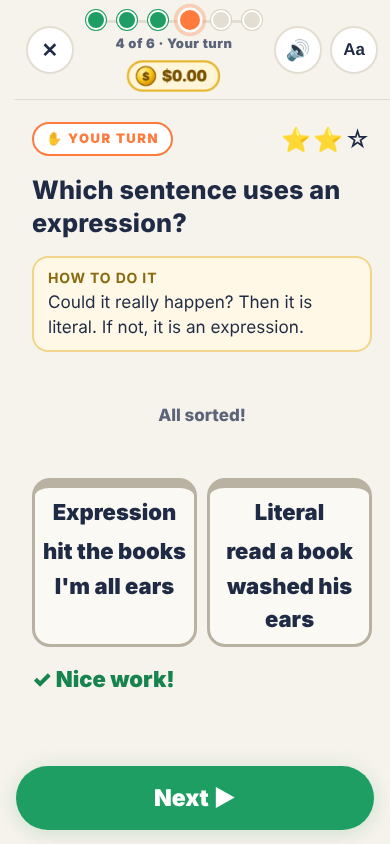 4 of 6 · Your turn
$ $0.00
Aa
YOUR TURN
Which sentence uses an
expression?
HOW TO DO IT
Could it really happen? Then it is
literal. If not, it is an expression.
All sorted!
Expression
hit the books
I'm all ears
Literal
read a book
washed his
ears
✓ Nice work!
Next ▶